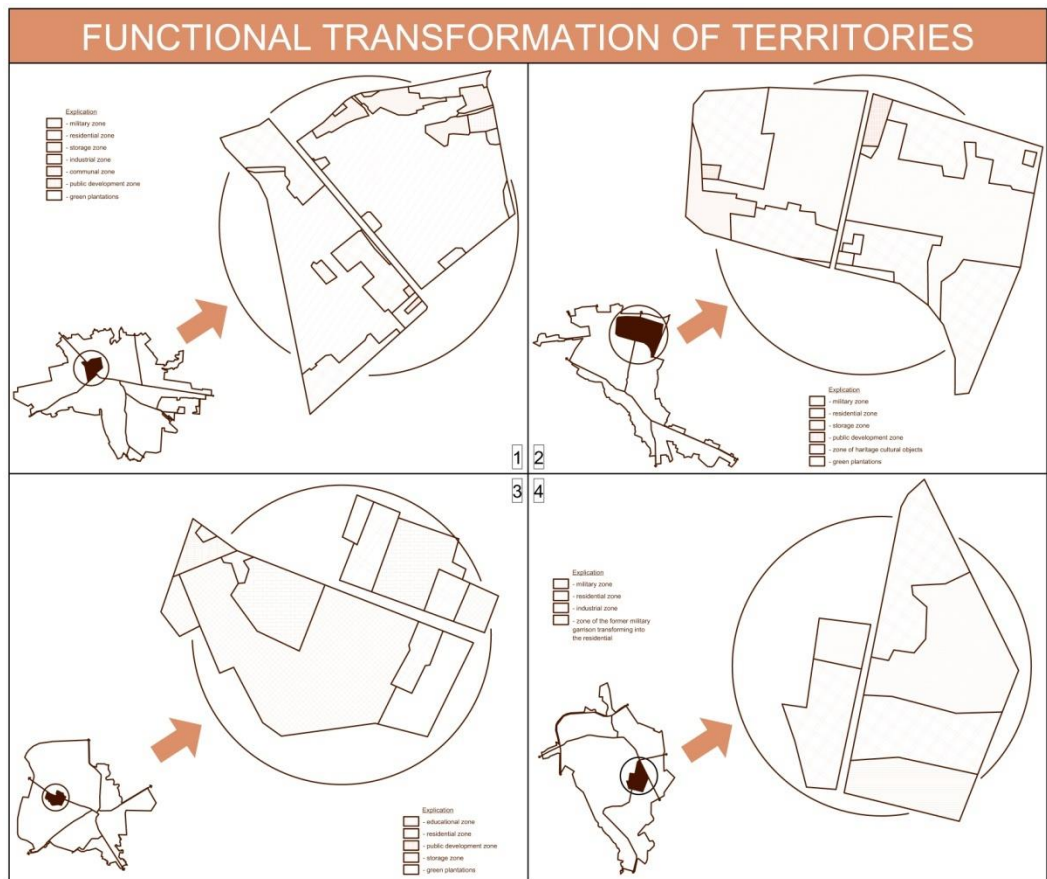 FUNCTIONAL TRANSFORMATION OF TERRITORIES
Explication
- military zone
- residential zone
- storage zone
- industrial zone
- communal zone
- public development zone
- green plantations
1
2
Explication
- military zone
- residential zone
- storage zone
- public development zone
- zone of haritage cultural objects
- green plantations
3
4
Explication
- educational zone
- residential zone
- public development zone
- storage zone
- green plantations
Explication
- military zone
- residential zone
- industrial zone
- zone of the former military
garnison transforming into
the residential